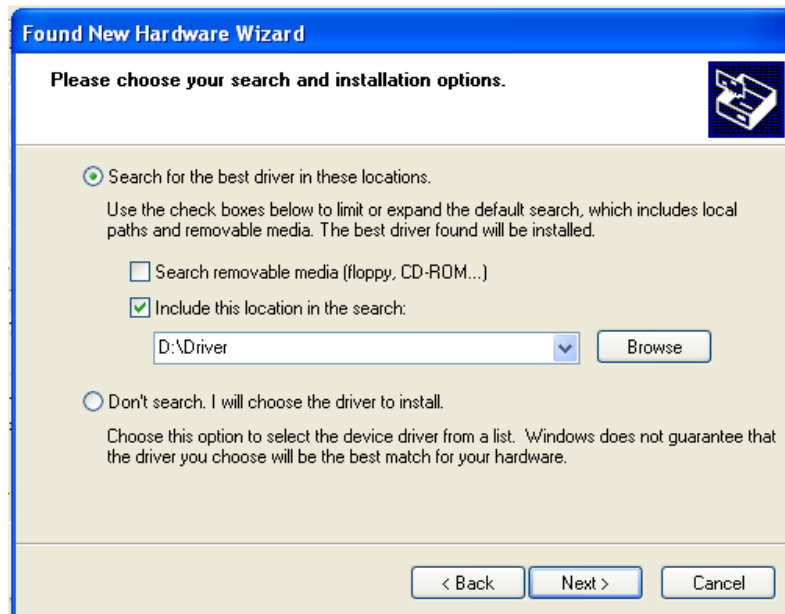 Found New Hardware Wizard
Please choose your search and installation options.
Search for the best driver in these locations.
Use the check boxes below to limit or expand the default search, which includes local
paths and removable media. The best driver found will be installed.
Search removable media (floppy, CD-ROM...)
Include this location in the search:
D:\Driver
Browse
Don't search. I will choose the driver to install.
Choose this option to select the device driver from a list. Windows does not guarantee that
the driver you choose will be the best match for your hardware.
< Back Next > Cancel